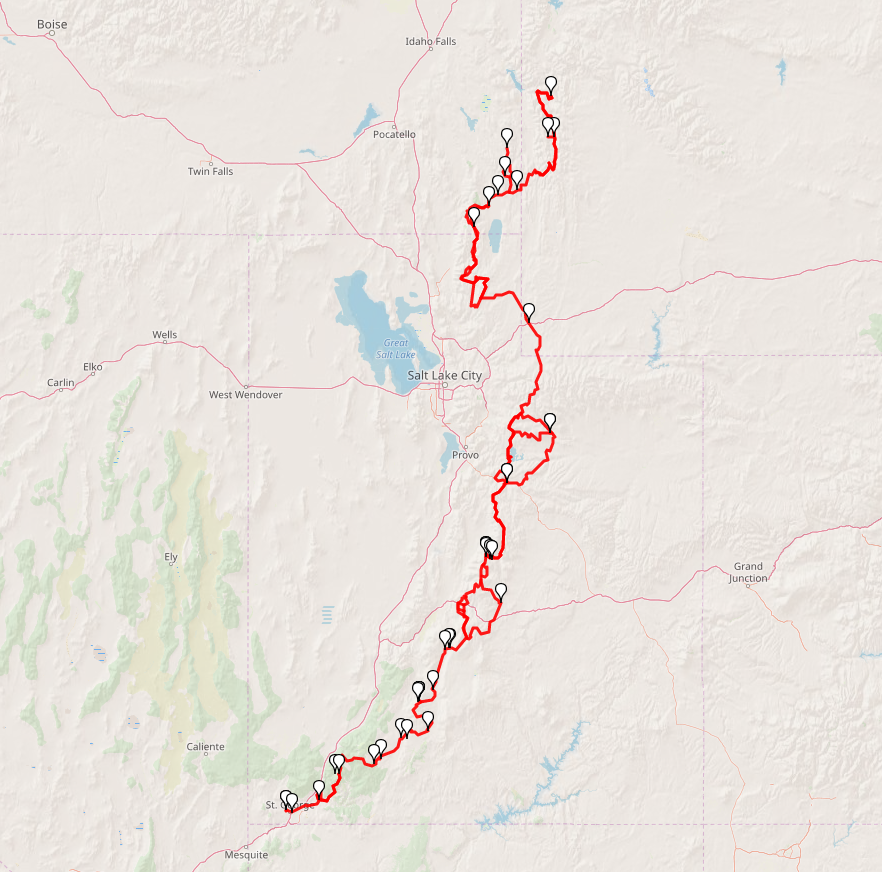 Boise
Idaho Falls
Pocatello
Twin Falls
Wells
Great
Salt Lake
Elko
Salt Lake City
Carlin
West Wendover
Provo
Ely
Grand
Junction
Caliente
St. George
Mesquite